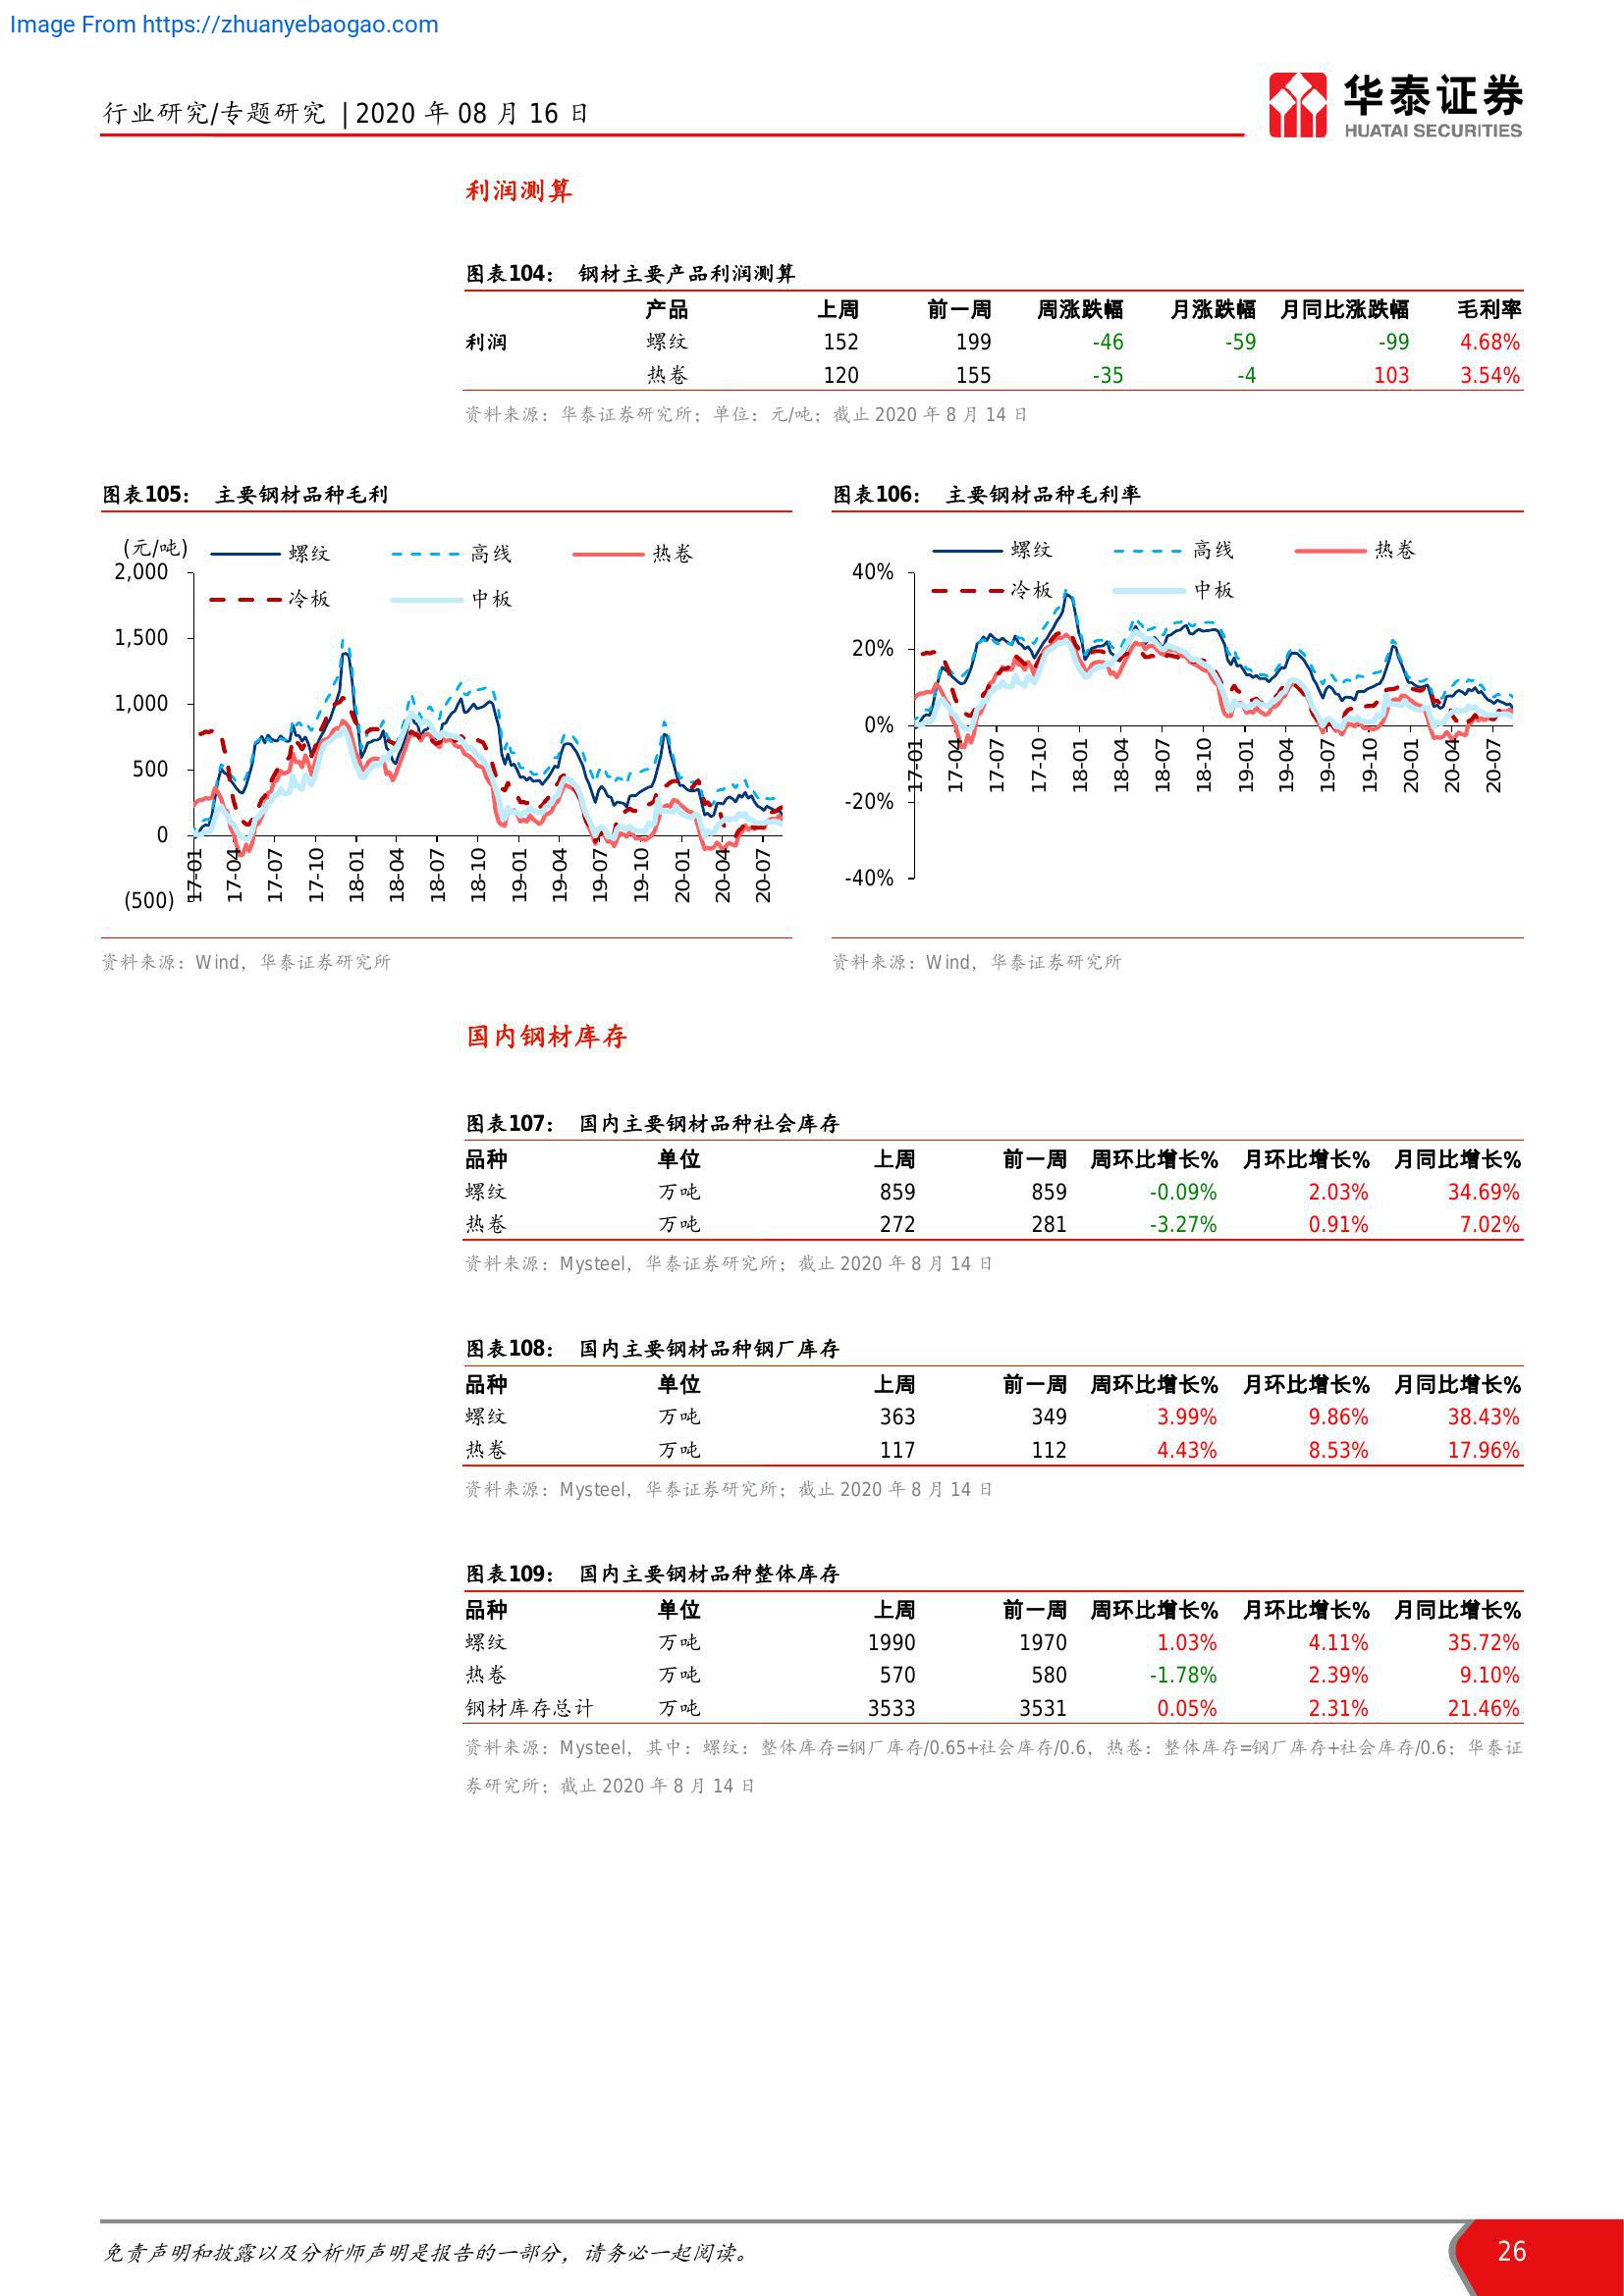 Image From https://zhuanyebaogao.com
行业研究/专题研究 | 2020 年 08 月 16 日
华泰证券
HUATAI SECURITIES
利润测算
图表104： 钢材主要产品利润测算
产品 上周 前一周 周涨跌幅 月涨跌幅 月同比涨跌幅 毛利率
利润 螺纹 152 199 -46 -59 -99 4.68%
热卷 120 155 -35 -4 103 3.54%
资料来源：华泰证券研究所；单位：元/吨；截止 2020 年 8 月 14 日
图表105： 主要钢材品种毛利
(元/吨)
螺纹 高线 热卷
冷板 中板
2,000
1,500
1,000
500
0
(500)
17-01 17-04 17-07 17-10 18-01 18-04 18-07 18-10 19-01 19-04 19-07 19-10 20-01 20-04 20-07
资料来源：Wind，华泰证券研究所
图表106： 主要钢材品种毛利率
螺纹 高线 热卷
冷板 中板
40%
20%
0%
-20%
-40%
17-01 17-04 17-07 17-10 18-01 18-04 18-07 18-10 19-01 19-04 19-07 19-10 20-01 20-04 20-07
资料来源：Wind，华泰证券研究所
国内钢材库存
图表107： 国内主要钢材品种社会库存
品种 单位 上周 前一周 周环比增长% 月环比增长% 月同比增长%
螺纹 万吨 859 859 -0.09% 2.03% 34.69%
热卷 万吨 272 281 -3.27% 0.91% 7.02%
资料来源：Mysteel，华泰证券研究所；截止 2020 年 8 月 14 日
图表108： 国内主要钢材品种钢厂库存
品种 单位 上周 前一周 周环比增长% 月环比增长% 月同比增长%
螺纹 万吨 363 349 3.99% 9.86% 38.43%
热卷 万吨 117 112 4.43% 8.53% 17.96%
资料来源：Mysteel，华泰证券研究所；截止 2020 年 8 月 14 日
图表109： 国内主要钢材品种整体库存
品种 单位 上周 前一周 周环比增长% 月环比增长% 月同比增长%
螺纹 万吨 1990 1970 1.03% 4.11% 35.72%
热卷 万吨 570 580 -1.78% 2.39% 9.10%
钢材库存总计 万吨 3533 3531 0.05% 2.31% 21.46%
资料来源：Mysteel，其中：螺纹：整体库存=钢厂库存/0.65+社会库存/0.6，热卷：整体库存=钢厂库存+社会库存/0.6；华泰证
券研究所；截止 2020 年 8 月 14 日
免责声明和披露以及分析师声明是报告的一部分，请务必一起阅读。
26